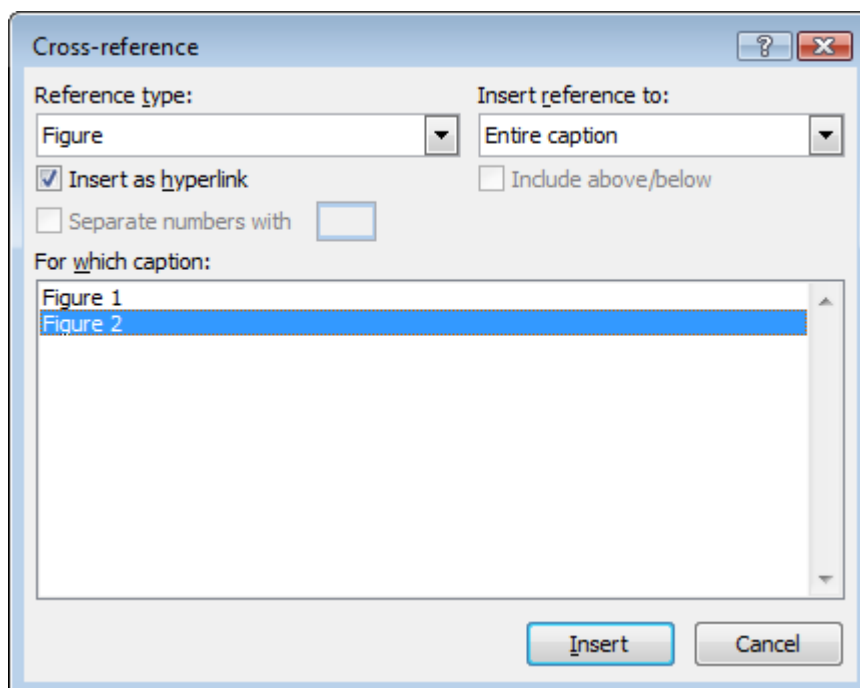 Cross-reference
?
Reference type:
Insert reference to:
Figure
Entire caption
Insert as hyperlink
Include above/below
Separate numbers with
For which caption:
Figure 1
Figure 2
Insert
Cancel